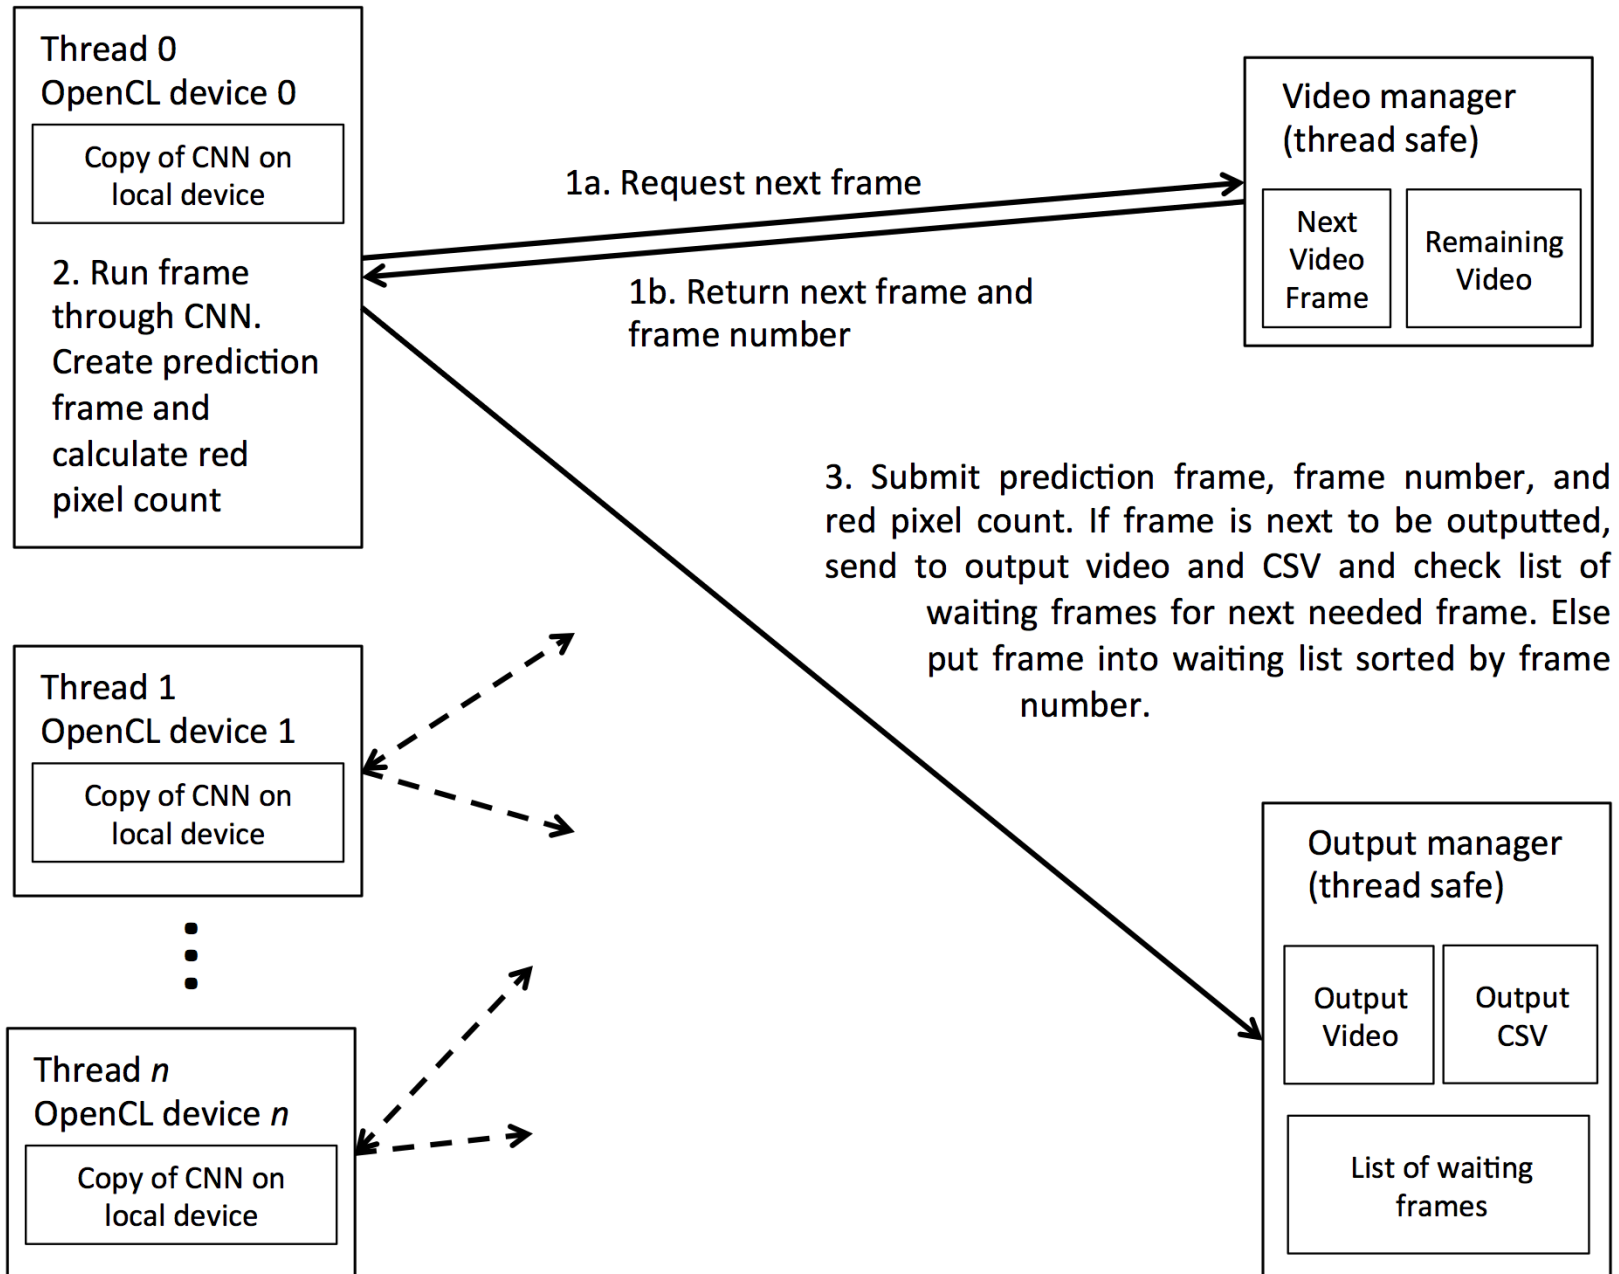 Thread 0
OpenCL device 0
Copy of CNN on
local device
2. Run frame
through CNN.
Create prediction
frame and
calculate red
pixel count
1a. Request next frame
1b. Return next frame and
frame number
Video manager
(thread safe)
Next
Video
Frame
Remaining
Video
3. Submit prediction frame, frame number, and
red pixel count. If frame is next to be outputted,
send to output video and CSV and check list of
waiting frames for next needed frame. Else
put frame into waiting list sorted by frame
number.
Thread 1
OpenCL device 1
Copy of CNN on
local device
Thread n
OpenCL device n
Copy of CNN on
local device
Output manager
(thread safe)
Output
Video
Output
CSV
List of waiting
frames